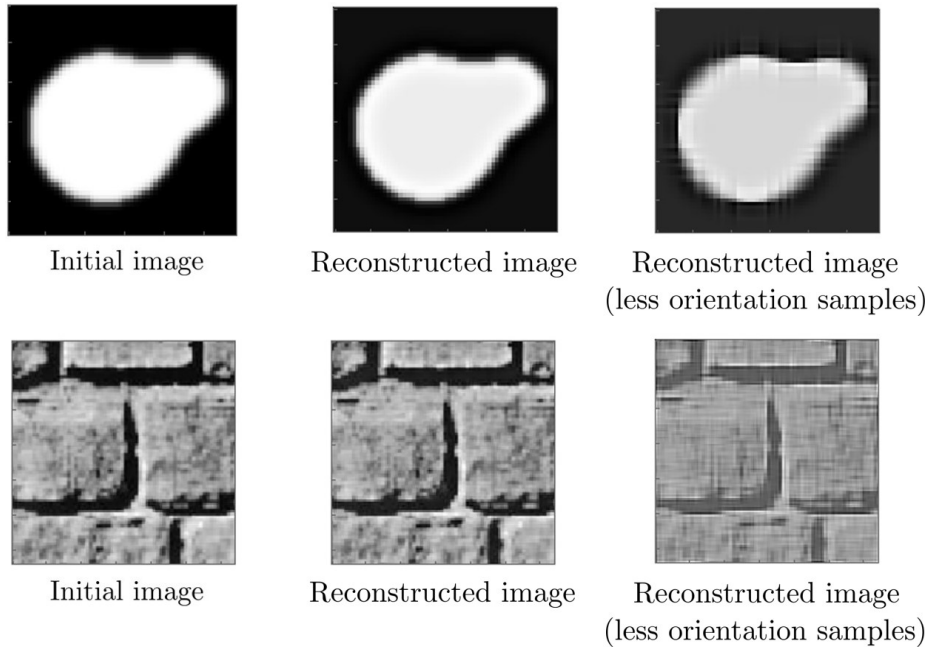 Initial image
Reconstructed image
Reconstructed image
(less orientation samples)
Initial image
Reconstructed image
Reconstructed image
(less orientation samples)